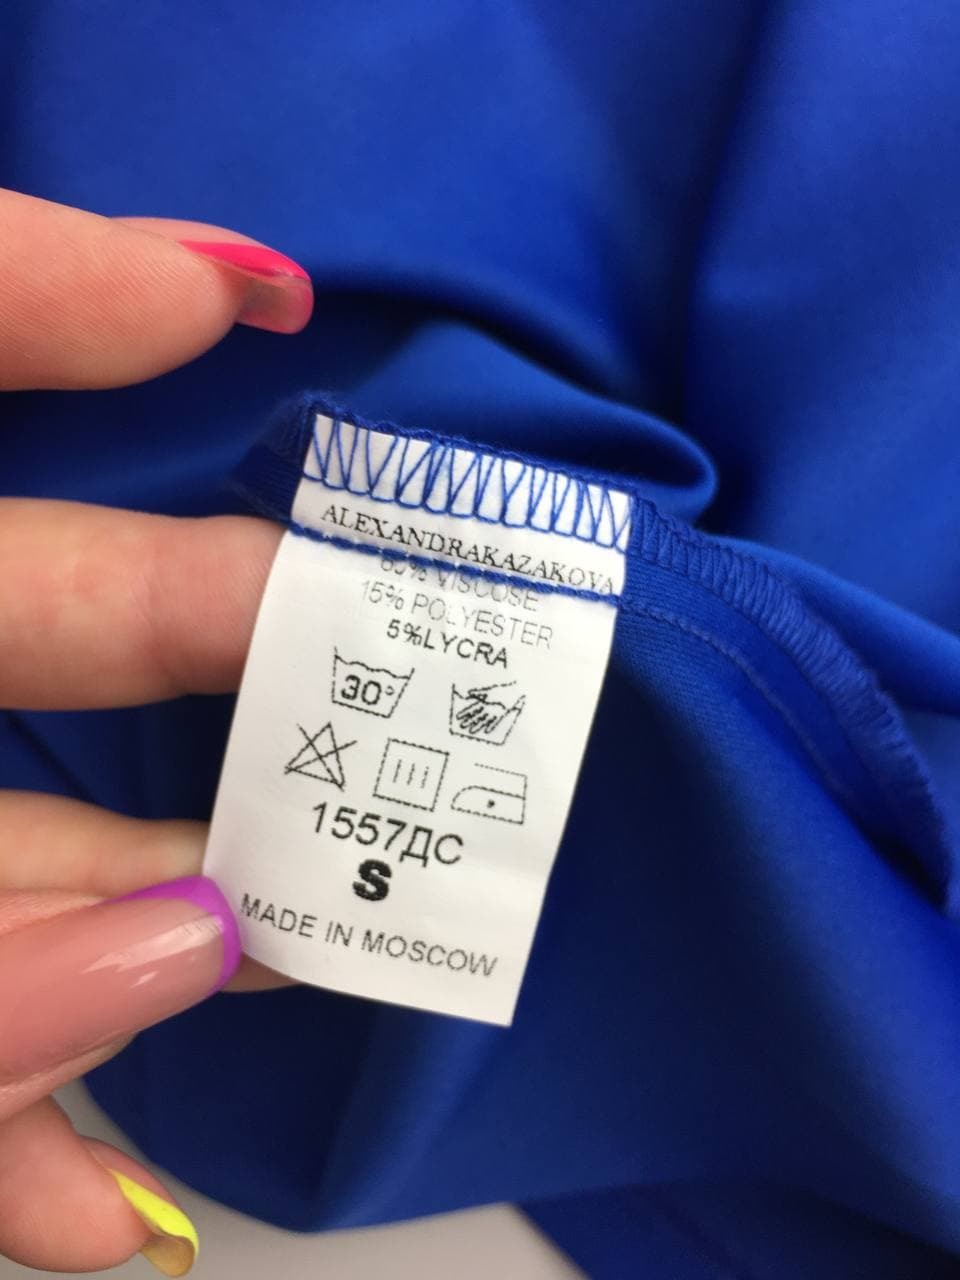 ALEXANDRAKAZAKOVA
VISCOSE
15% POLYESTER
5%LYCRA
30°
1557ДС
S
MADE IN MOSCOW